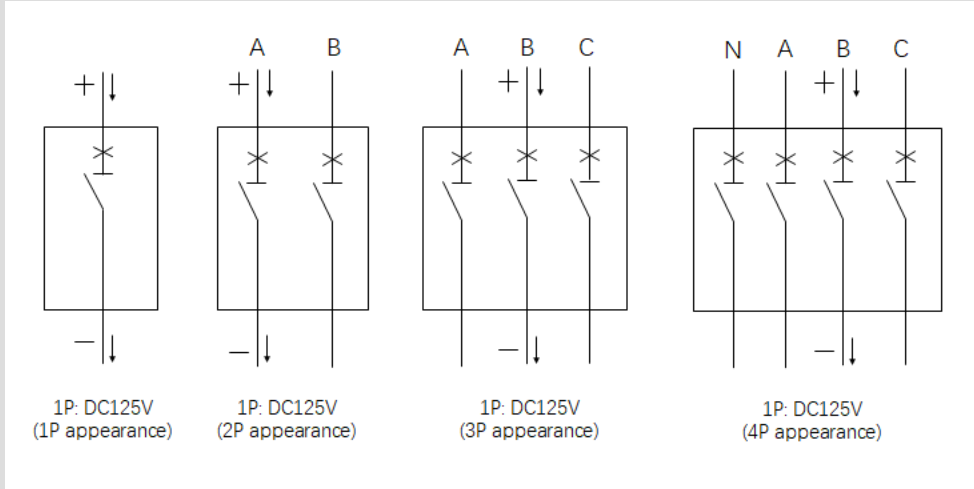 A B A B C N A B C
+ + + +
− − − −
1P: DC125V
(1P appearance)
1P: DC125V
(2P appearance)
1P: DC125V
(3P appearance)
1P: DC125V
(4P appearance)